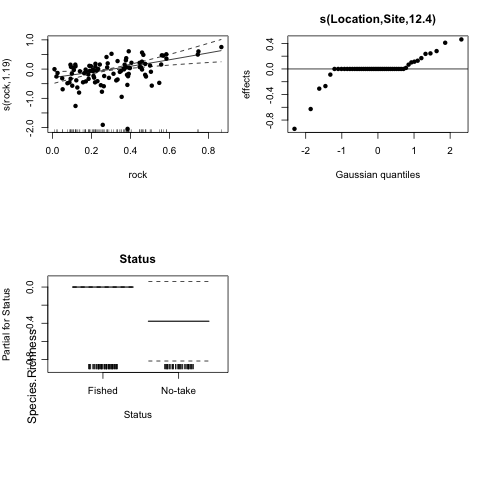 s(rock,1.19)
1.0
0.0
-1.0
-2.0
0.0
0.2
0.4
0.6
0.8
rock
s(Location,Site,12.4)
effects
0.4
0.0
-0.4
-0.8
-2
-1
0
1
2
Gaussian quantiles
Status
Partial for Status
Species.Richness
0.0
-0.4
-0.8
Fished
No-take
Status